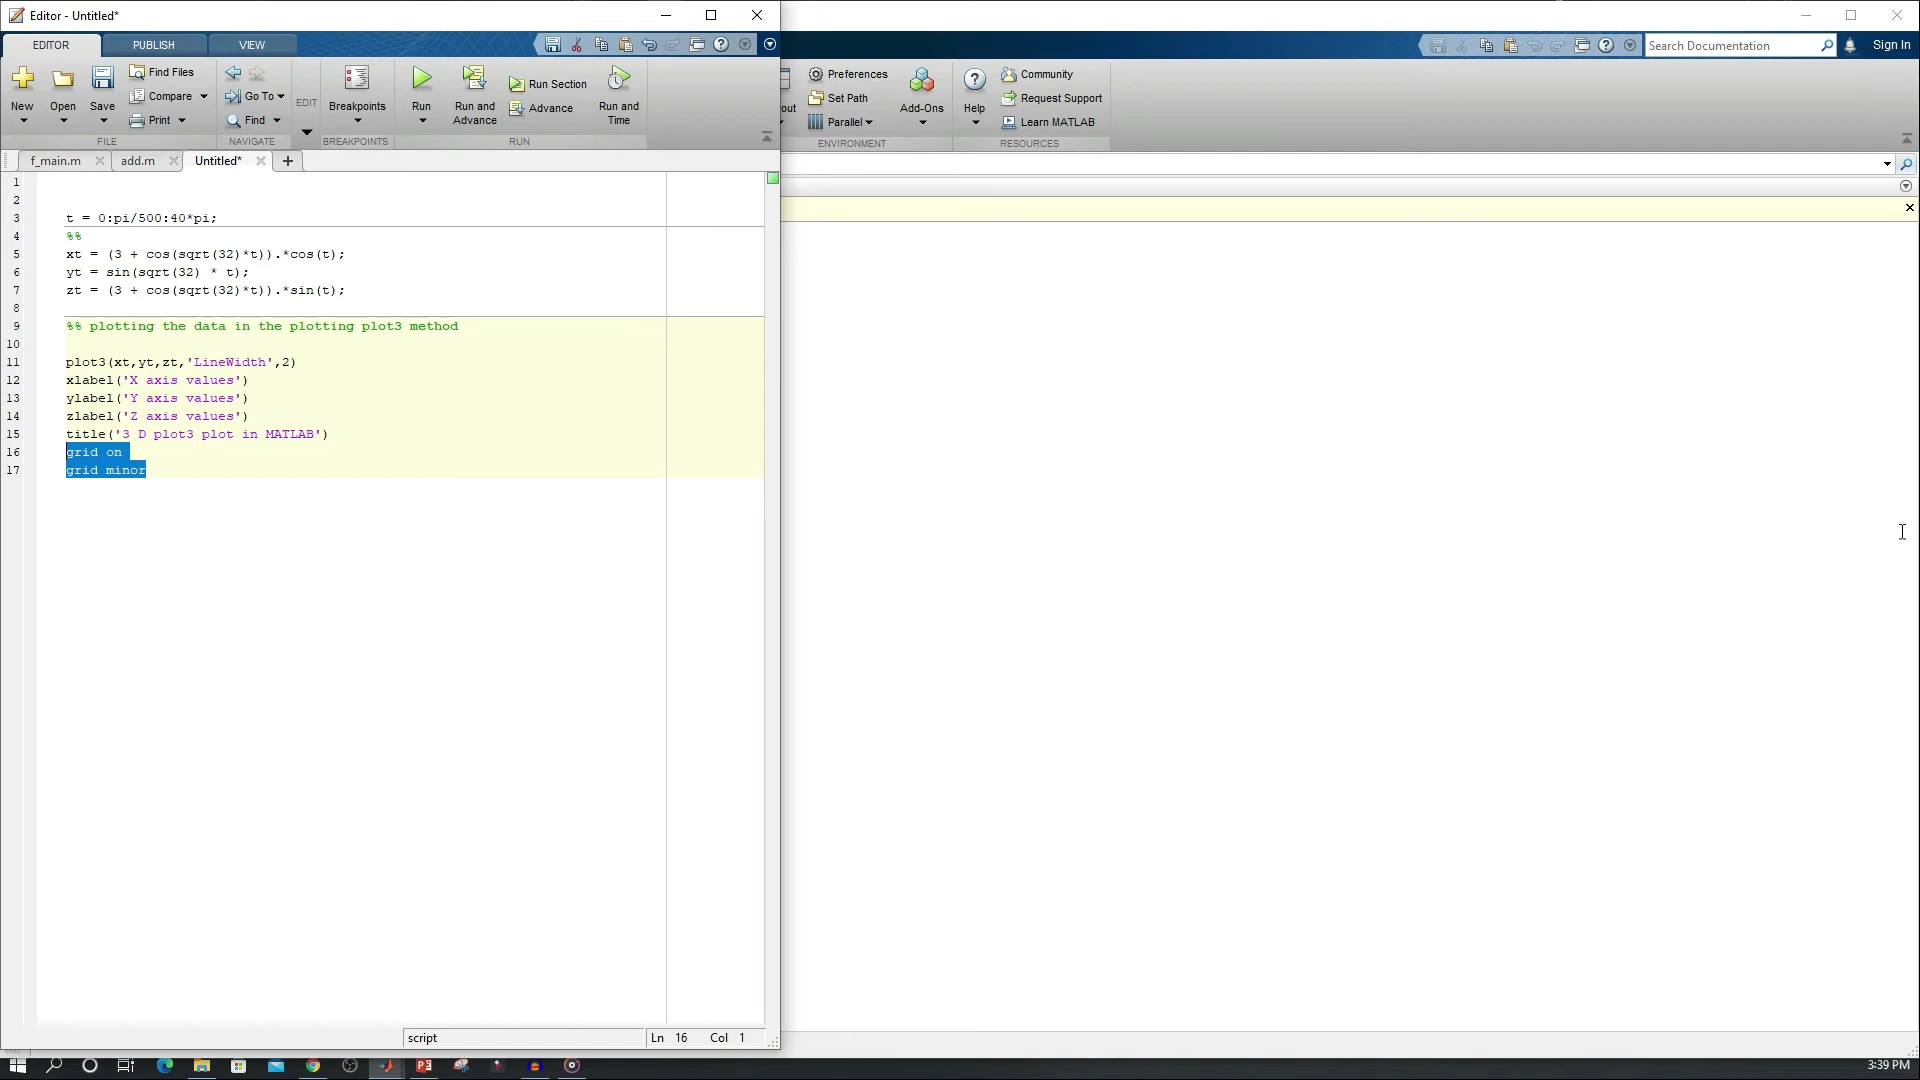 Editor - Untitled*
EDITOR PUBLISH VIEW
Search Documentation Sign In
New Open Save Find Files Compare Print
Go To Find
EDIT
Breakpoints
Run Run and Advance Run Section Advance Run and Time
Preferences Set Path Parallel
Add-Ons
Help Community Request Support Learn MATLAB
FILE NAVIGATE BREAKPOINTS RUN ENVIRONMENT RESOURCES
f_main.m add.m Untitled* +
1
2
3 t = 0:pi/500:40*pi;
4 %%
5 xt = (3 + cos(sqrt(32)*t)).*cos(t);
6 yt = sin(sqrt(32) * t);
7 zt = (3 + cos(sqrt(32)*t)).*sin(t);
8
9 %% plotting the data in the plotting plot3 method
10
11 plot3(xt,yt,zt,'LineWidth',2)
12 xlabel('X axis values')
13 ylabel('Y axis values')
14 zlabel('Z axis values')
15 title('3 D plot3 plot in MATLAB')
16 grid on
17 grid minor
script Ln 16 Col 1
3:39 PM